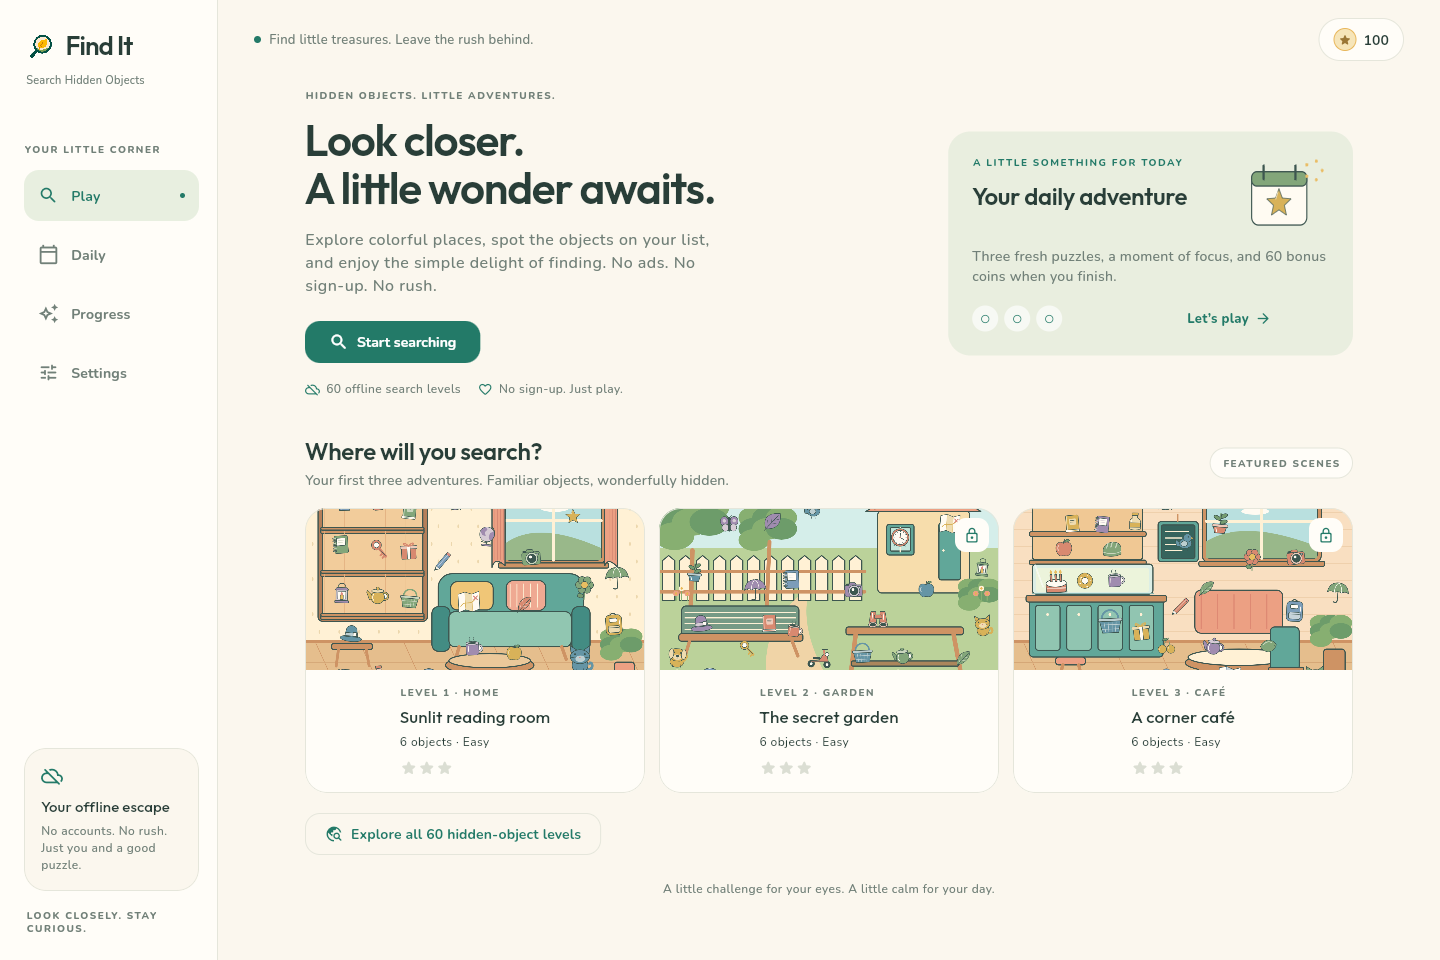 Find It
Search Hidden Objects
YOUR LITTLE CORNER
Play
Daily
Progress
Settings
Your offline escape
No accounts. No rush.
Just you and a good
puzzle.
LOOK CLOSELY. STAY
CURIOUS.
Find little treasures. Leave the rush behind.
100
HIDDEN OBJECTS. LITTLE ADVENTURES.
Look closer.
A little wonder awaits.
Explore colorful places, spot the objects on your list,
and enjoy the simple delight of finding. No ads. No
sign-up. No rush.
Start searching
60 offline search levels
No sign-up. Just play.
A LITTLE SOMETHING FOR TODAY
Your daily adventure
Three fresh puzzles, a moment of focus, and 60 bonus
coins when you finish.
Let's play
Where will you search?
Your first three adventures. Familiar objects, wonderfully hidden.
FEATURED SCENES
LEVEL 1 · HOME
Sunlit reading room
6 objects · Easy
LEVEL 2 · GARDEN
The secret garden
6 objects · Easy
LEVEL 3 · CAFÉ
A corner café
6 objects · Easy
Explore all 60 hidden-object levels
A little challenge for your eyes. A little calm for your day.